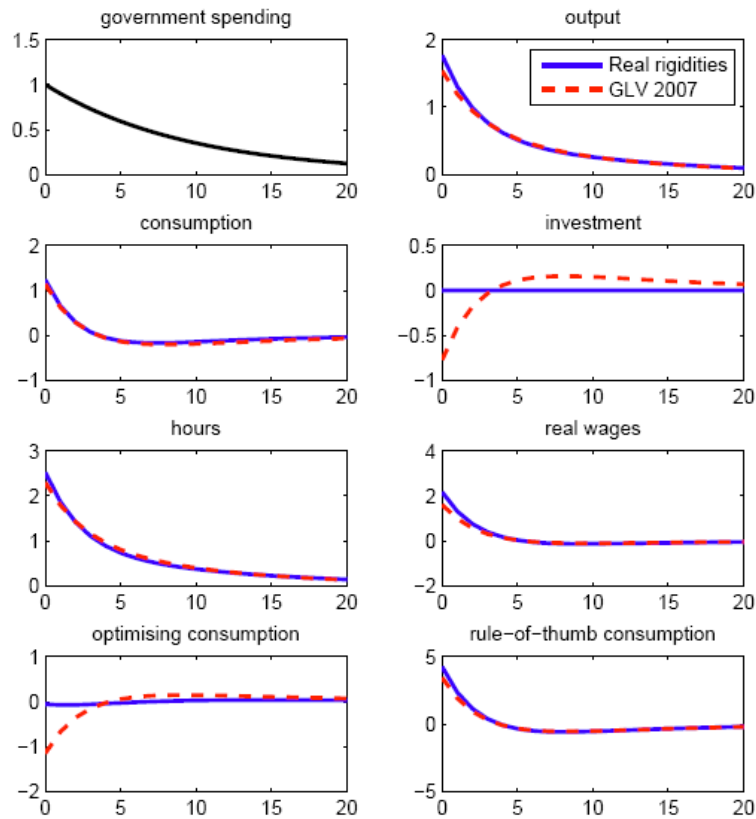 government spending
1.5
1
0.5
0
0 5 10 15 20
output
2
1
0
0 5 10 15 20
Real rigidities
GLV 2007
consumption
2
1
0
−1
0 5 10 15 20
investment
0.5
0
−0.5
−1
0 5 10 15 20
hours
3
2
1
0
0 5 10 15 20
real wages
4
2
0
−2
0 5 10 15 20
optimising consumption
1
0
−1
−2
0 5 10 15 20
rule−of−thumb consumption
5
0
−5
0 5 10 15 20